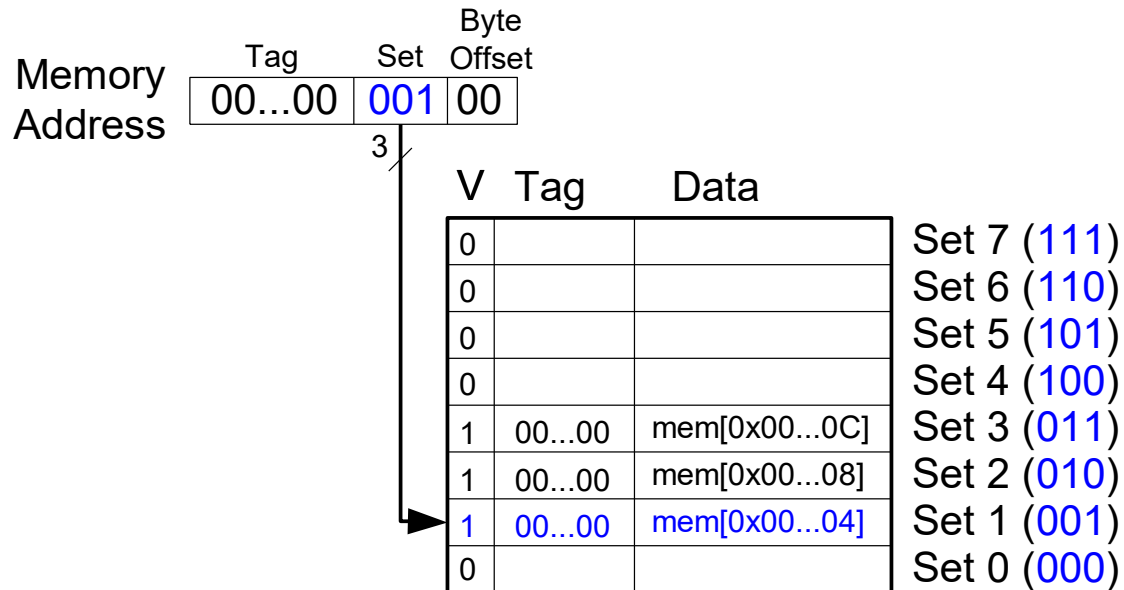 Byte
Tag Set Offset
Memory Address
00...00 001 00
3
V Tag Data
0 Set 7 (111)
0 Set 6 (110)
0 Set 5 (101)
0 Set 4 (100)
1 00...00 mem[0x00...0C] Set 3 (011)
1 00...00 mem[0x00...08] Set 2 (010)
1 00...00 mem[0x00...04] Set 1 (001)
0 Set 0 (000)